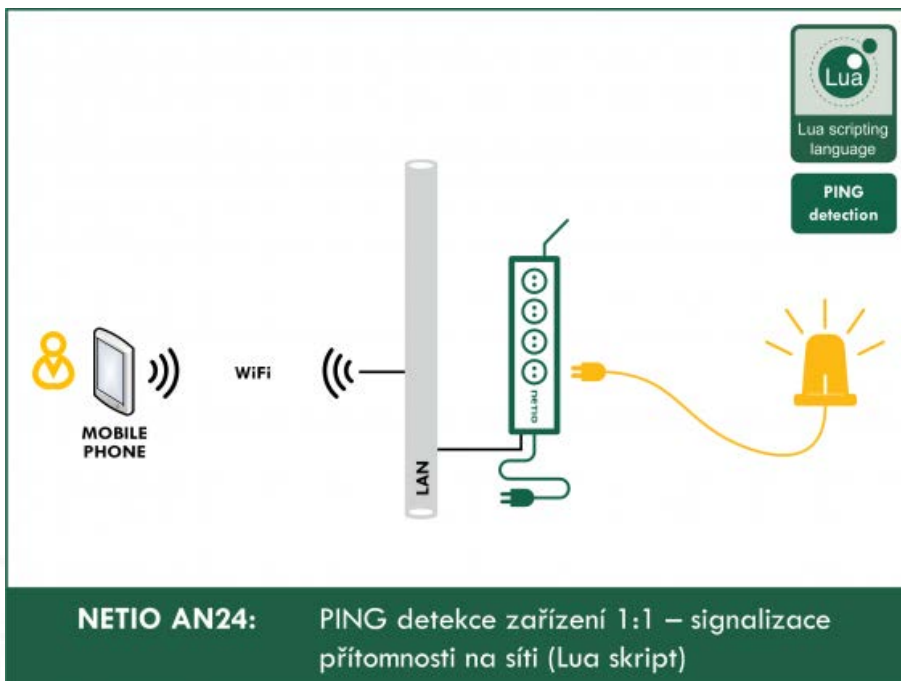 Lua
Lua scripting
language
PING
detection
WiFi
MOBILE
PHONE
LAN
NETIO
NETIO AN24:
PING detekce zařízení 1:1 – signalizace
přítomnosti na síti (Lua skript)